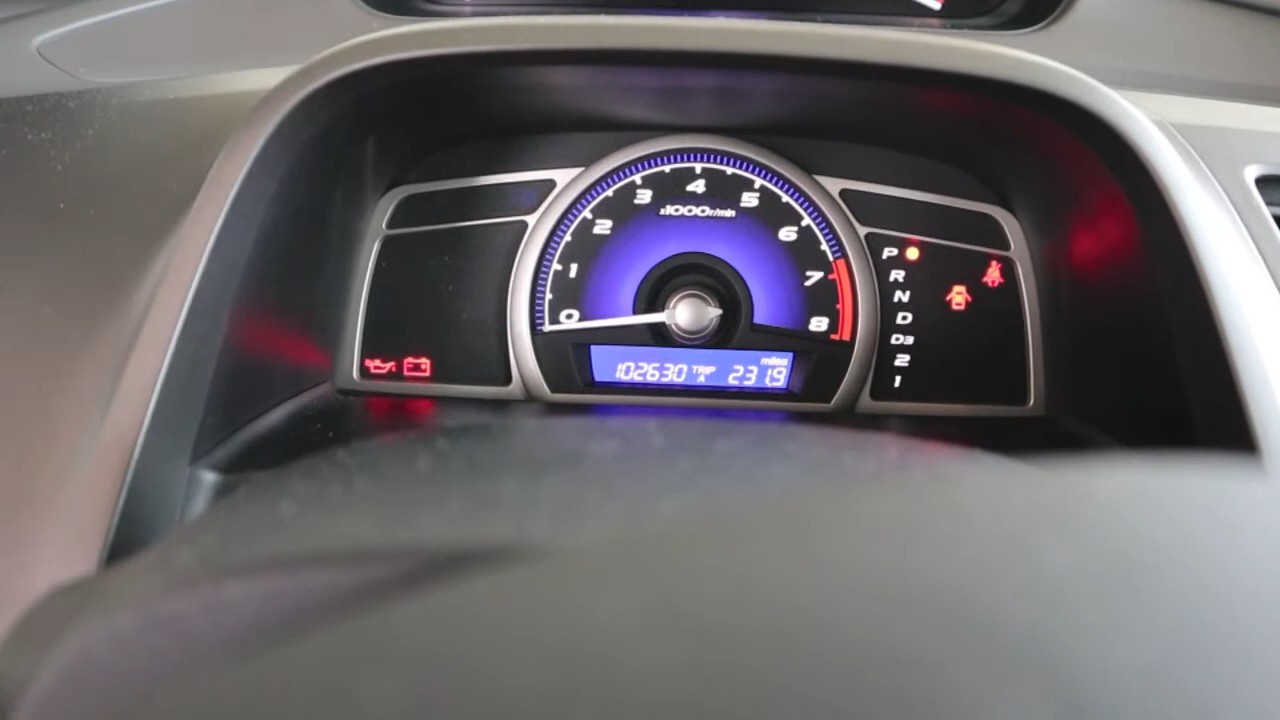 4
3 5
x1000r/min
2 6
1 7
0 8
P
R
N
D
D3
2
1
miles
102630 TRIP A 231.9